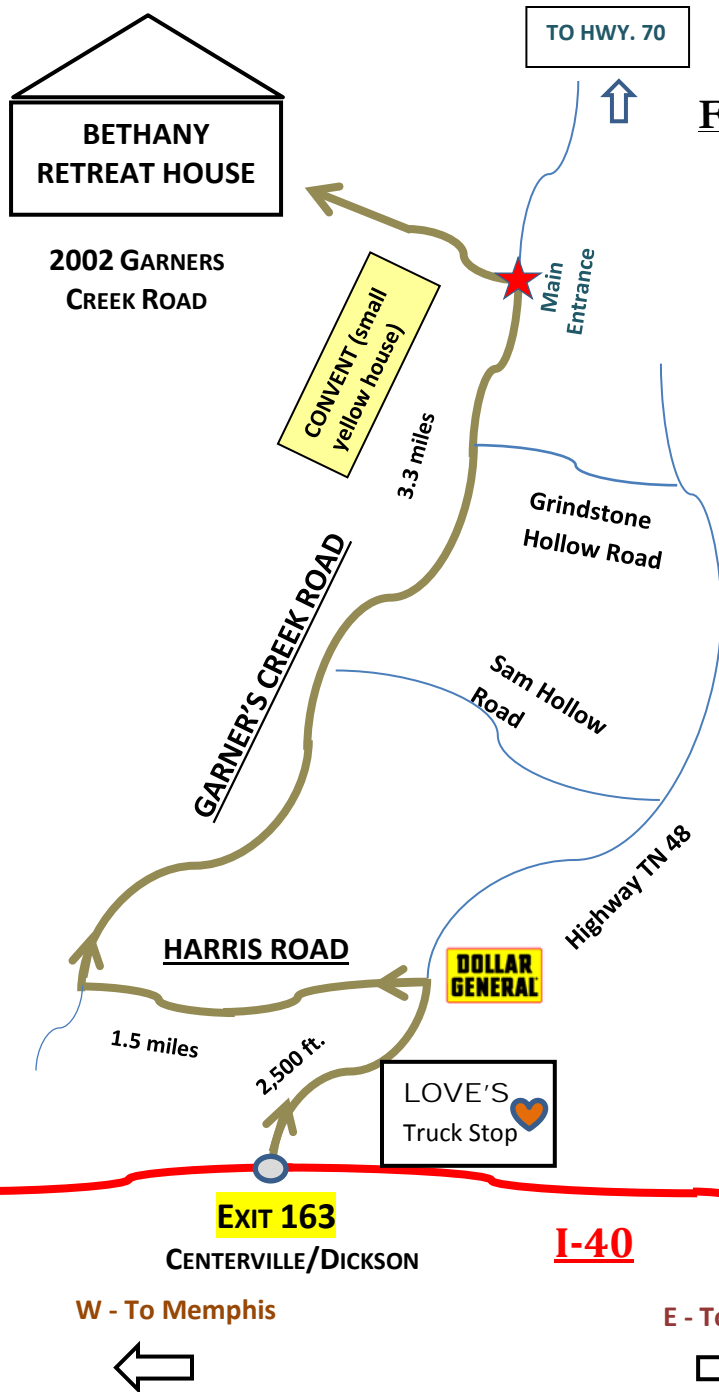 TO HWY. 70
F
BETHANY
RETREAT HOUSE
2002 GARNERS
CREEK ROAD
Main
Entrance
CONVENT (small
yellow house)
3.3 miles
Grindstone
Hollow Road
GARNER'S CREEK ROAD
Sam Hollow
Road
Highway TN 48
HARRIS ROAD
DOLLAR
GENERAL
1.5 miles
2,500 ft.
LOVE'S
Truck Stop
EXIT 163
CENTERVILLE/DICKSON
I-40
W - To Memphis
E - To